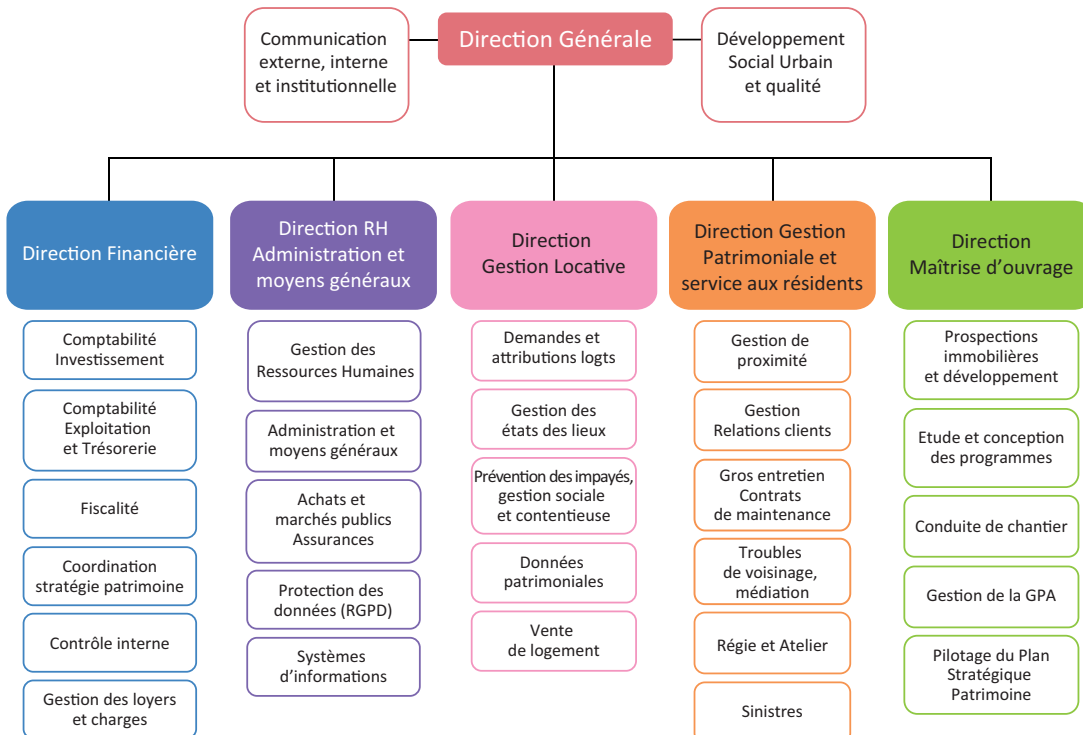 Communication
externe, interne
et institutionnelle
Direction Générale
Développement
Social Urbain
et qualité
Direction Financière
Comptabilité
Investissement
Comptabilité
Exploitation
et Trésorerie
Fiscalité
Coordination
stratégie patrimoine
Contrôle interne
Gestion des loyers
et charges
Direction RH
Administration et
moyens généraux
Gestion des
Ressources Humaines
Administration et
moyens généraux
Achats et
marchés publics
Assurances
Protection des
données (RGPD)
Systèmes
d’informations
Direction
Gestion Locative
Demandes et
attributions logts
Gestion des
états des lieux
Prévention des impayés,
gestion sociale
et contentieuse
Données
patrimoniales
Vente
de logement
Direction Gestion
Patrimoniale et
service aux résidents
Gestion de
proximité
Gestion
Relations clients
Gros entretien
Contrats
de maintenance
Troubles
de voisinage,
médiation
Régie et Atelier
Sinistres
Direction
Maîtrise d’ouvrage
Prospections
immobilières
et développement
Etude et conception
des programmes
Conduite de chantier
Gestion de la GPA
Pilotage du Plan
Stratégique
Patrimoine